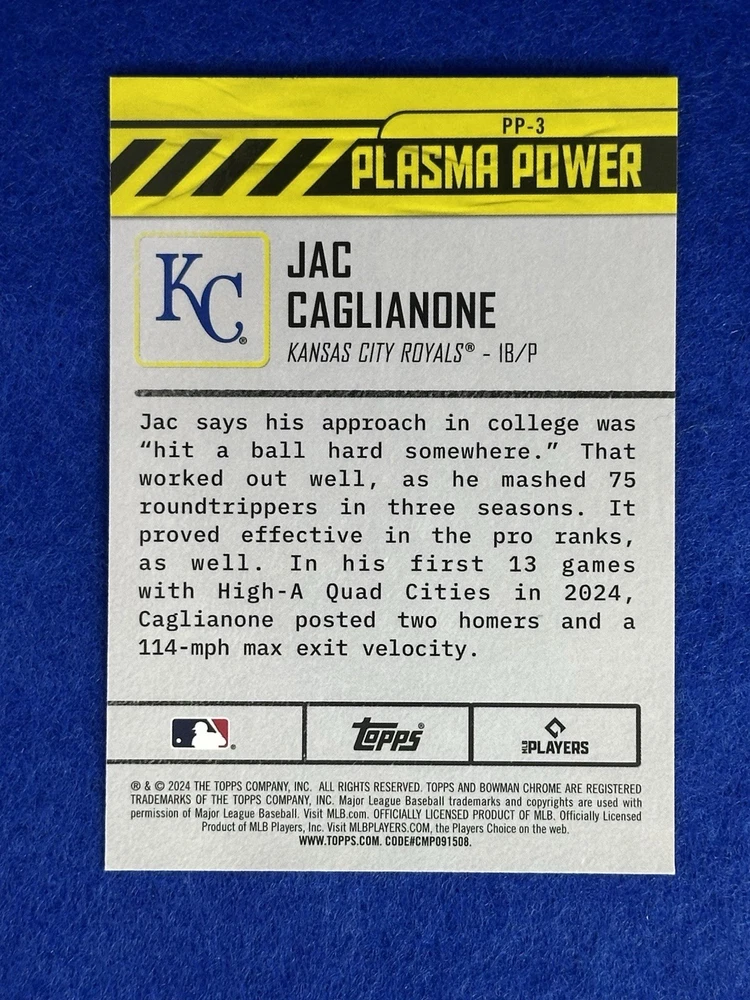 PP-3
PLASMA POWER
KC®
JAC
CAGLIANONE
KANSAS CITY ROYALS® - 1B/P
Jac says his approach in college was
“hit a ball hard somewhere.” That
worked out well, as he mashed 75
roundtrippers in three seasons. It
proved effective in the pro ranks,
as well. In his first 13 games
with High-A Quad Cities in 2024,
Caglianone posted two homers and a
114-mph max exit velocity.
® topps® MLB PLAYERS
® & © 2024 THE TOPPS COMPANY, INC. ALL RIGHTS RESERVED. TOPPS AND BOWMAN CHROME ARE REGISTERED
TRADEMARKS OF THE TOPPS COMPANY, INC. Major League Baseball trademarks and copyrights are used with
permission of Major League Baseball. Visit MLB.com. OFFICIALLY LICENSED PRODUCT OF MLB. Officially Licensed
Product of MLB Players, Inc. Visit MLBPLAYERS.COM, the Players Choice on the web.
WWW.TOPPS.COM. CODE#CMP091508.